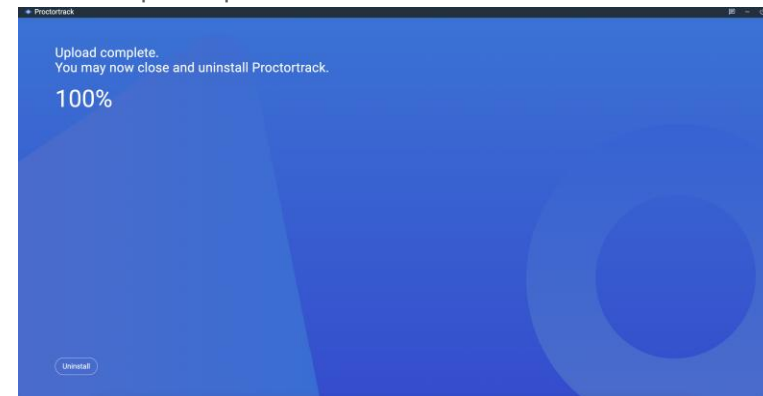 Proctortrack
Upload complete.
You may now close and uninstall Proctortrack.
100%
Uninstall